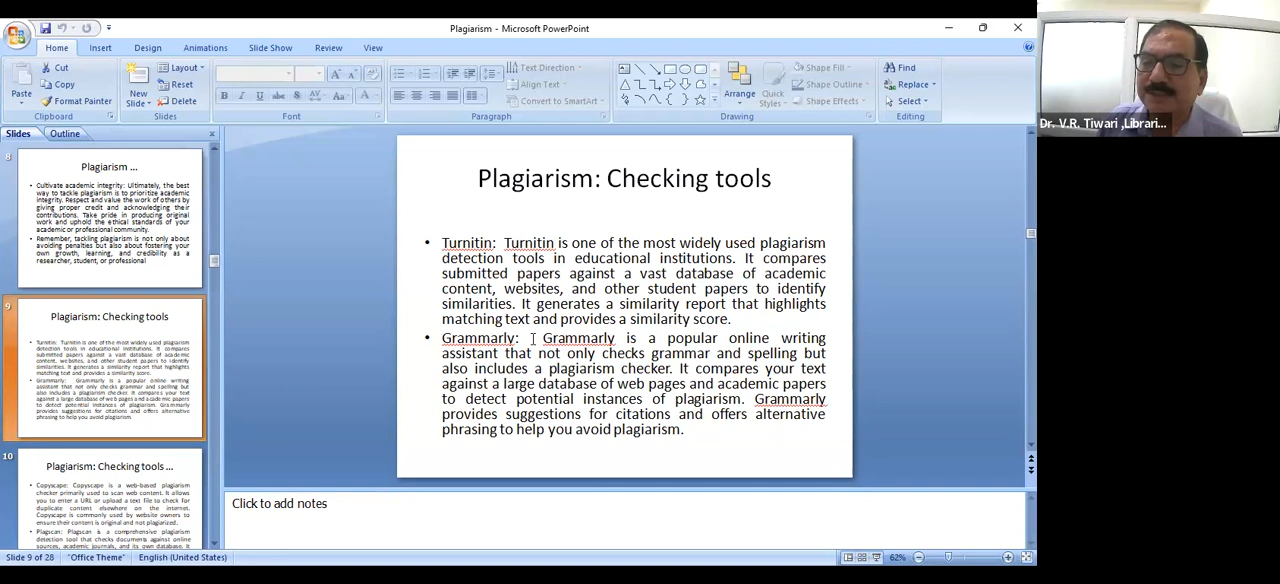 Plagiarism - Microsoft PowerPoint
Home Insert Design Animations Slide Show Review View
Cut
Copy
Format Painter
Paste
Clipboard
New
Slide
Layout
Reset
Delete
Slides
B I U abc S AV Aa A
Font
Text Direction
Align Text
Convert to SmartArt
Paragraph
Arrange
Quick
Styles
Shape Fill
Shape Outline
Shape Effects
Drawing
Find
Replace
Select
Editing
Dr. V.R. Tiwari ,Librari...
Slides Outline
8
Plagiarism ...
• Cultivate academic integrity: Ultimately, the best
way to tackle plagiarism is to prioritize academic
integrity. Respect and value the work of others by
giving proper credit and acknowledging their
contributions. Take pride in producing original
work and uphold the ethical standards of your
academic or professional community.
• Remember, tackling plagiarism is not only about
avoiding penalties but also about fostering your
own growth, learning, and credibility as a
researcher, student, or professional
9
Plagiarism: Checking tools
• Turnitin: Turnitin is one of the most widely used plagiarism
detection tools in educational institutions. It compares
submitted papers against a vast database of academic
content, websites, and other student papers to identify
similarities. It generates a similarity report that highlights
matching text and provides a similarity score.
• Grammarly: Grammarly is a popular online writing
assistant that not only checks grammar and spelling but
also includes a plagiarism checker. It compares your text
against a large database of web pages and academic papers
to detect potential instances of plagiarism. Grammarly
provides suggestions for citations and offers alternative
phrasing to help you avoid plagiarism.
10
Plagiarism: Checking tools ...
• Copyscape: Copyscape is a web-based plagiarism
checker primarily used to scan web content. It allows
you to enter a URL or upload a text file to check for
duplicate content elsewhere on the internet.
Copyscape is commonly used by website owners to
ensure their content is original and not plagiarized.
• Plagscan: Plagscan is a comprehensive plagiarism
detection tool that checks documents against online
sources, academic journals, and its own database. It
Plagiarism: Checking tools
• Turnitin: Turnitin is one of the most widely used plagiarism
detection tools in educational institutions. It compares
submitted papers against a vast database of academic
content, websites, and other student papers to identify
similarities. It generates a similarity report that highlights
matching text and provides a similarity score.
• Grammarly: Grammarly is a popular online writing
assistant that not only checks grammar and spelling but
also includes a plagiarism checker. It compares your text
against a large database of web pages and academic papers
to detect potential instances of plagiarism. Grammarly
provides suggestions for citations and offers alternative
phrasing to help you avoid plagiarism.
Click to add notes
Slide 9 of 28 "Office Theme" English (United States) 62%